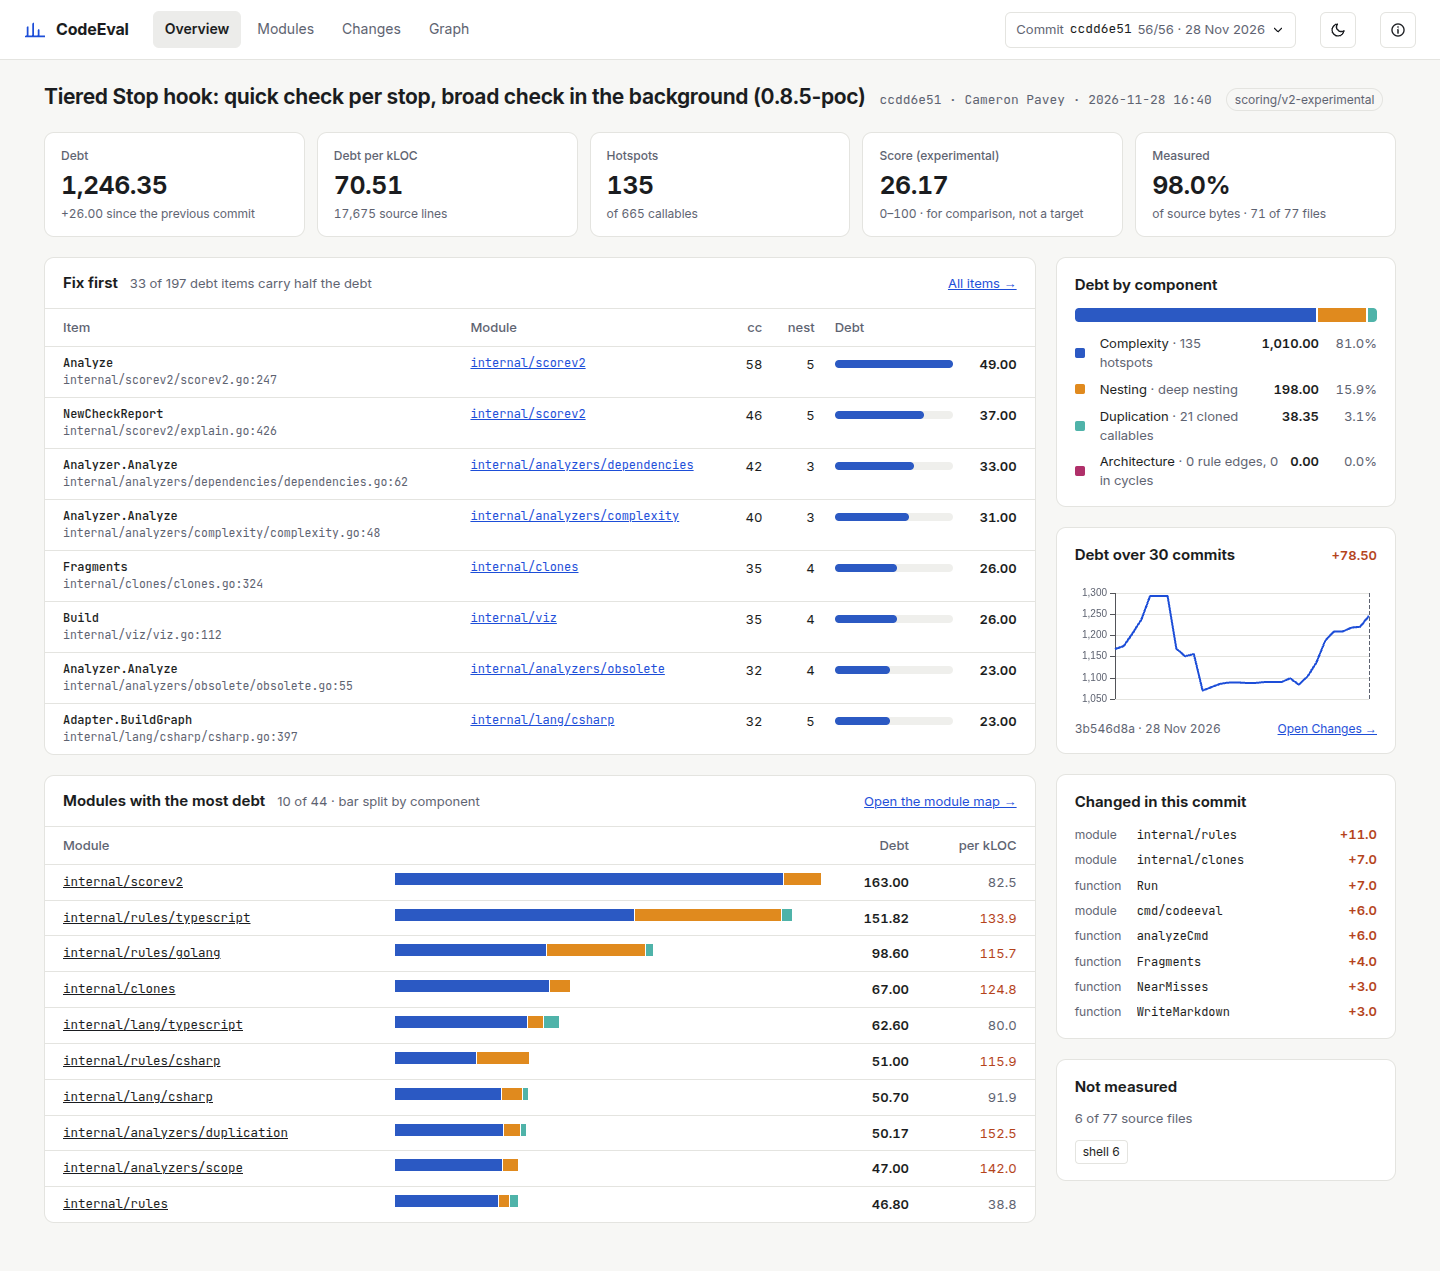 CodeEval
Overview
Modules
Changes
Graph
Commit ccdd6e51 56/56 · 28 Nov 2026
Tiered Stop hook: quick check per stop, broad check in the background (0.8.5-poc)
ccdd6e51 · Cameron Pavey · 2026-11-28 16:40
scoring/v2-experimental
Debt
1,246.35
+26.00 since the previous commit
Debt per kLOC
70.51
17,675 source lines
Hotspots
135
of 665 callables
Score (experimental)
26.17
0–100 · for comparison, not a target
Measured
98.0%
of source bytes · 71 of 77 files
Fix first 33 of 197 debt items carry half the debt
All items →
Item Module cc nest Debt
Analyze internal/scorev2 58 5 49.00
internal/scorev2/scorev2.go:247
NewCheckReport internal/scorev2 46 5 37.00
internal/scorev2/explain.go:426
Analyzer.Analyze internal/analyzers/dependencies 42 3 33.00
internal/analyzers/dependencies/dependencies.go:62
Analyzer.Analyze internal/analyzers/complexity 40 3 31.00
internal/analyzers/complexity/complexity.go:48
Fragments internal/clones 35 4 26.00
internal/clones/clones.go:324
Build internal/viz 35 4 26.00
internal/viz/viz.go:112
Analyzer.Analyze internal/analyzers/obsolete 32 4 23.00
internal/analyzers/obsolete/obsolete.go:55
Adapter.BuildGraph internal/lang/csharp 32 5 23.00
internal/lang/csharp/csharp.go:397
Modules with the most debt 10 of 44 · bar split by component
Open the module map →
Module Debt per kLOC
internal/scorev2 163.00 82.5
internal/rules/typescript 151.82 133.9
internal/rules/golang 98.60 115.7
internal/clones 67.00 124.8
internal/lang/typescript 62.60 80.0
internal/rules/csharp 51.00 115.9
internal/lang/csharp 50.70 91.9
internal/analyzers/duplication 50.17 152.5
internal/analyzers/scope 47.00 142.0
internal/rules 46.80 38.8
Debt by component
Complexity · 135 1,010.00 81.0%
hotspots
Nesting · deep nesting 198.00 15.9%
Duplication · 21 cloned 38.35 3.1%
callables
Architecture · 0 rule edges, 0 0.00 0.0%
in cycles
Debt over 30 commits +78.50
1,300
1,250
1,200
1,150
1,100
1,050
3b546d8a · 28 Nov 2026
Open Changes →
Changed in this commit
module internal/rules +11.0
module internal/clones +7.0
function Run +7.0
module cmd/codeeval +6.0
function analyzeCmd +6.0
function Fragments +4.0
function NearMisses +3.0
function WriteMarkdown +3.0
Not measured
6 of 77 source files
shell 6